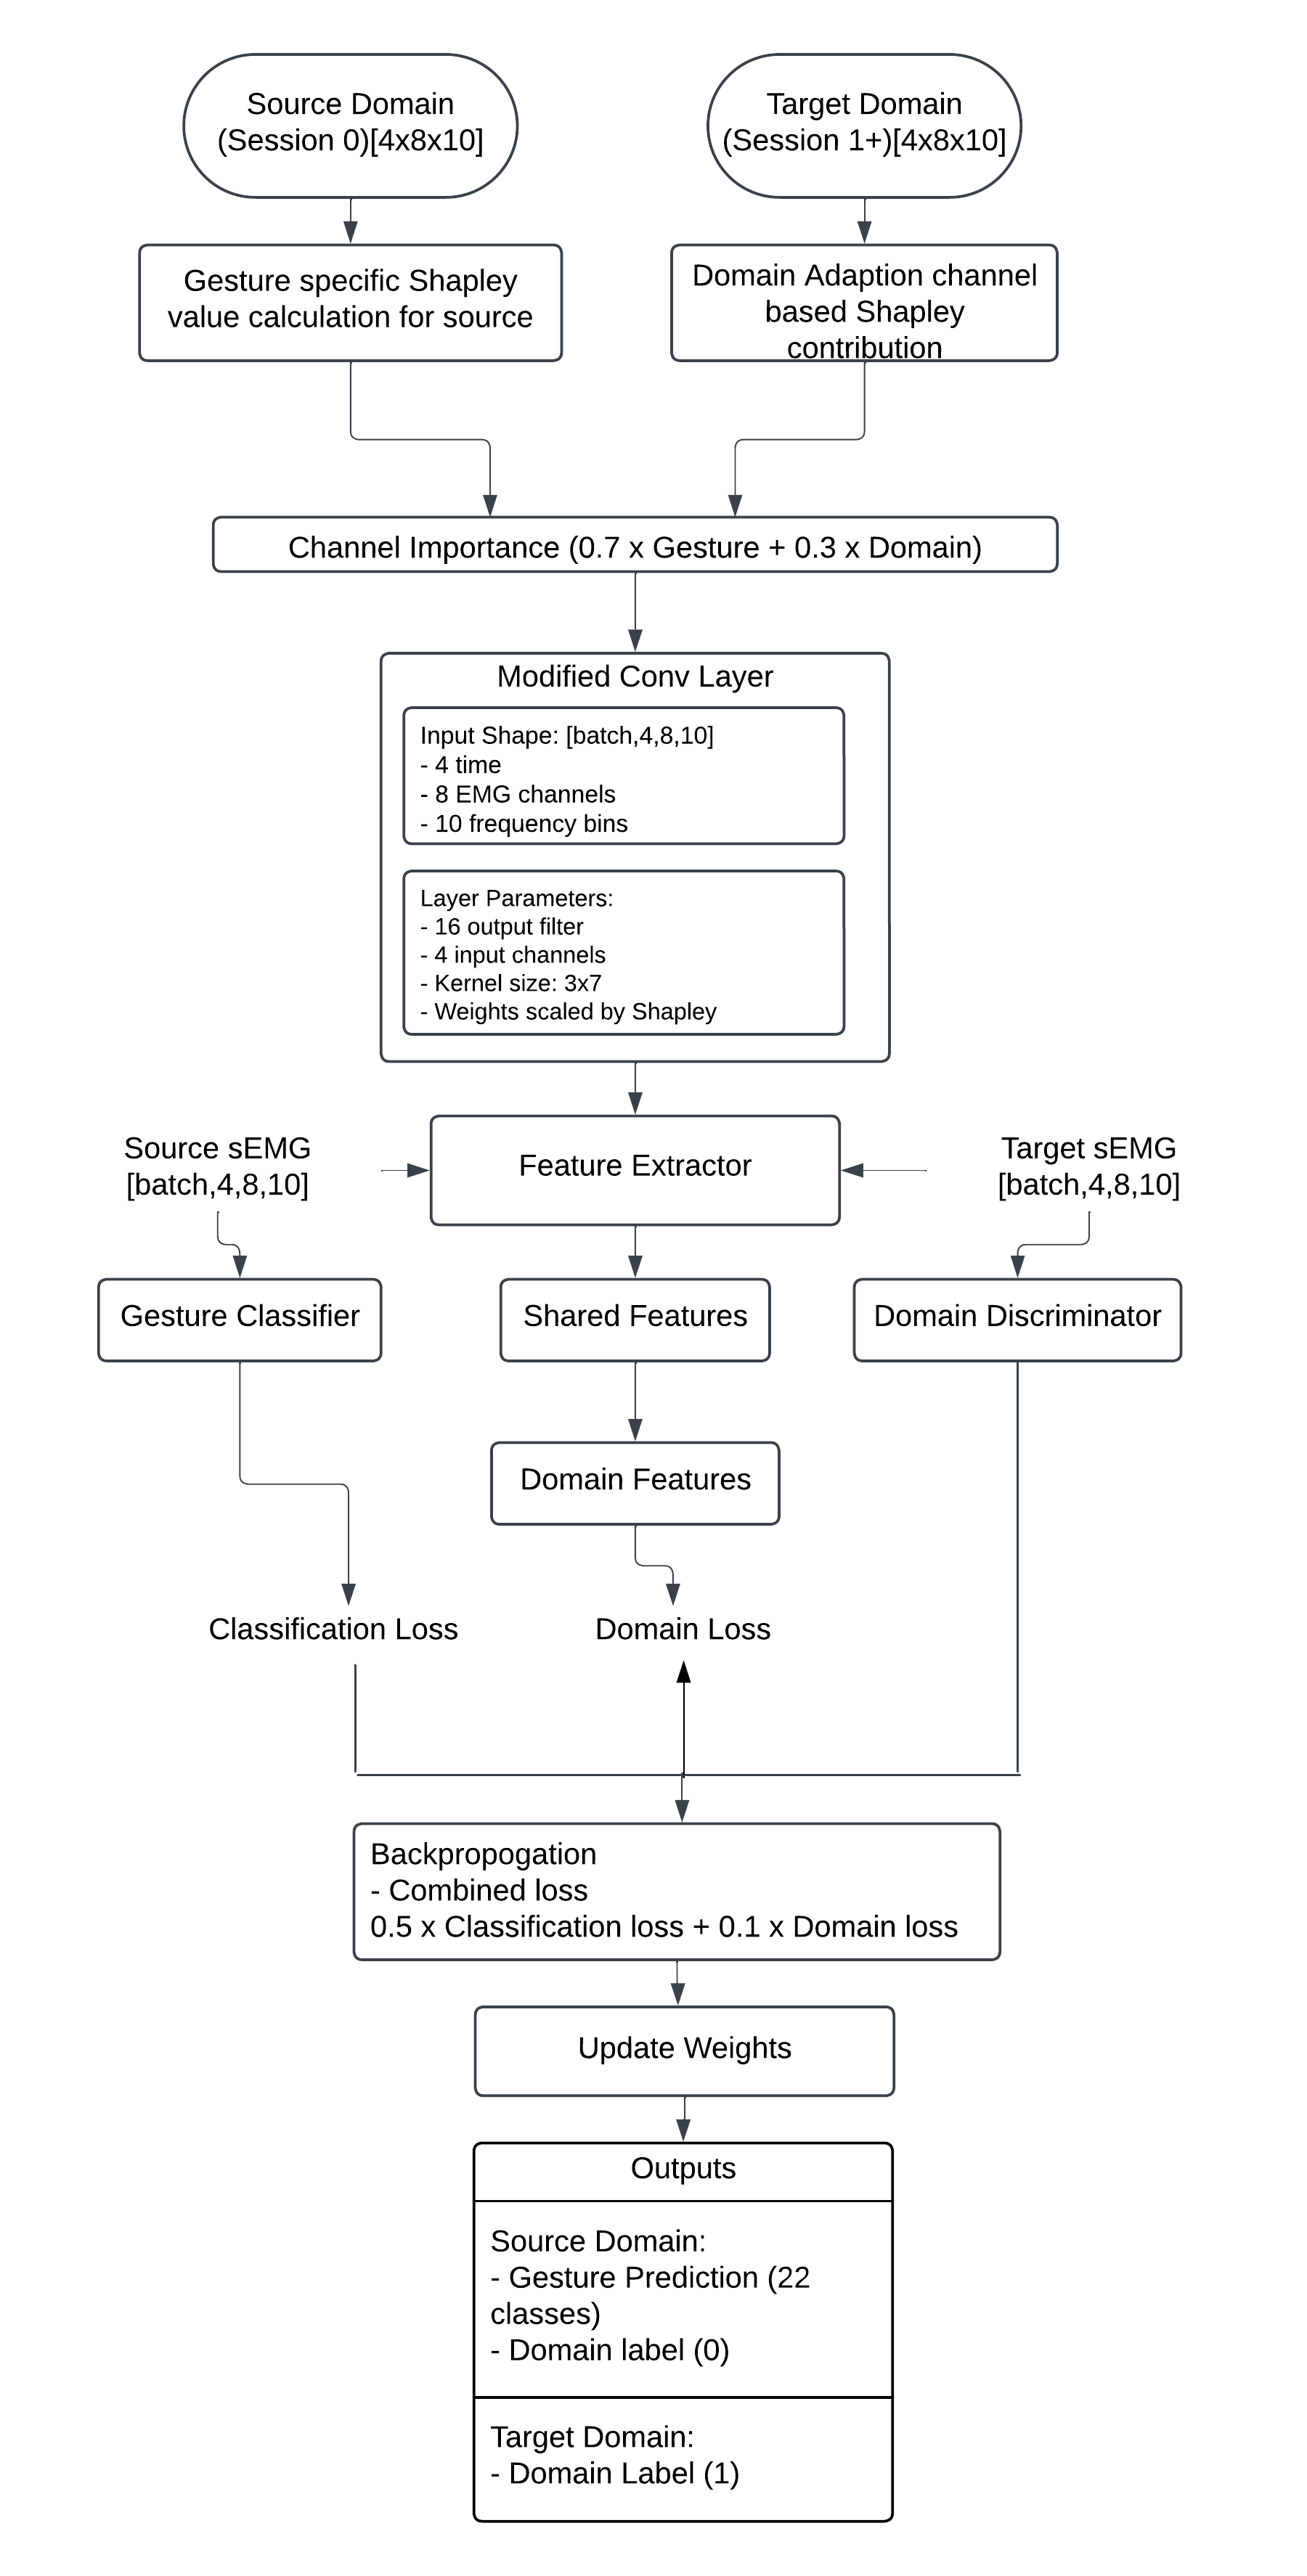 Source Domain
(Session 0)[4x8x10]
Target Domain
(Session 1+)[4x8x10]
Gesture specific Shapley
value calculation for source
Domain Adaption channel
based Shapley
contribution
Channel Importance (0.7 x Gesture + 0.3 x Domain)
Modified Conv Layer
Input Shape: [batch,4,8,10]
- 4 time
- 8 EMG channels
- 10 frequency bins
Layer Parameters:
- 16 output filter
- 4 input channels
- Kernel size: 3x7
- Weights scaled by Shapley
Source sEMG
[batch,4,8,10]
Feature Extractor
Target sEMG
[batch,4,8,10]
Gesture Classifier
Shared Features
Domain Discriminator
Domain Features
Classification Loss
Domain Loss
Backpropogation
- Combined loss
0.5 x Classification loss + 0.1 x Domain loss
Update Weights
Outputs
Source Domain:
- Gesture Prediction (22
classes)
- Domain label (0)
Target Domain:
- Domain Label (1)